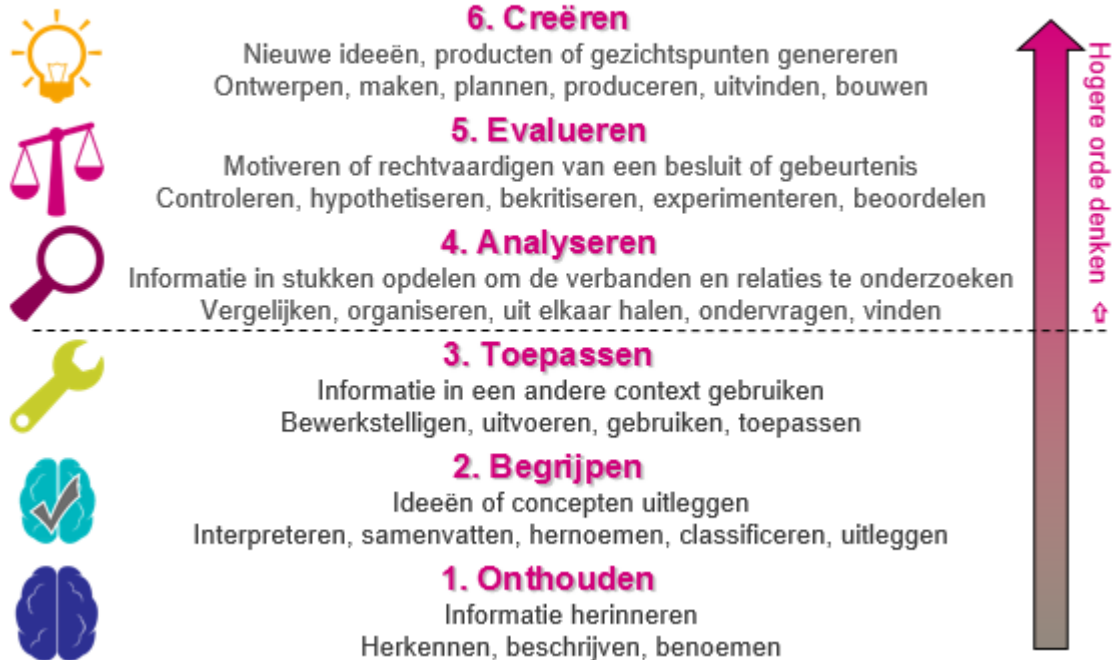 6. Creëren
Nieuwe ideeën, producten of gezichtspunten genereren
Ontwerpen, maken, plannen, produceren, uitvinden, bouwen
5. Evalueren
Motiveren of rechtvaardigen van een besluit of gebeurtenis
Controleren, hypothetiseren, bekritiseren, experimenteren, beoordelen
4. Analyseren
Informatie in stukken opdelen om de verbanden en relaties te onderzoeken
Vergelijken, organiseren, uit elkaar halen, ondervragen, vinden
3. Toepassen
Informatie in een andere context gebruiken
Bewerkstelligen, uitvoeren, gebruiken, toepassen
2. Begrijpen
Ideeën of concepten uitleggen
Interpreteren, samenvatten, hernoemen, classificeren, uitleggen
1. Onthouden
Informatie herinneren
Herkennen, beschrijven, benoemen
Hogere orde denken